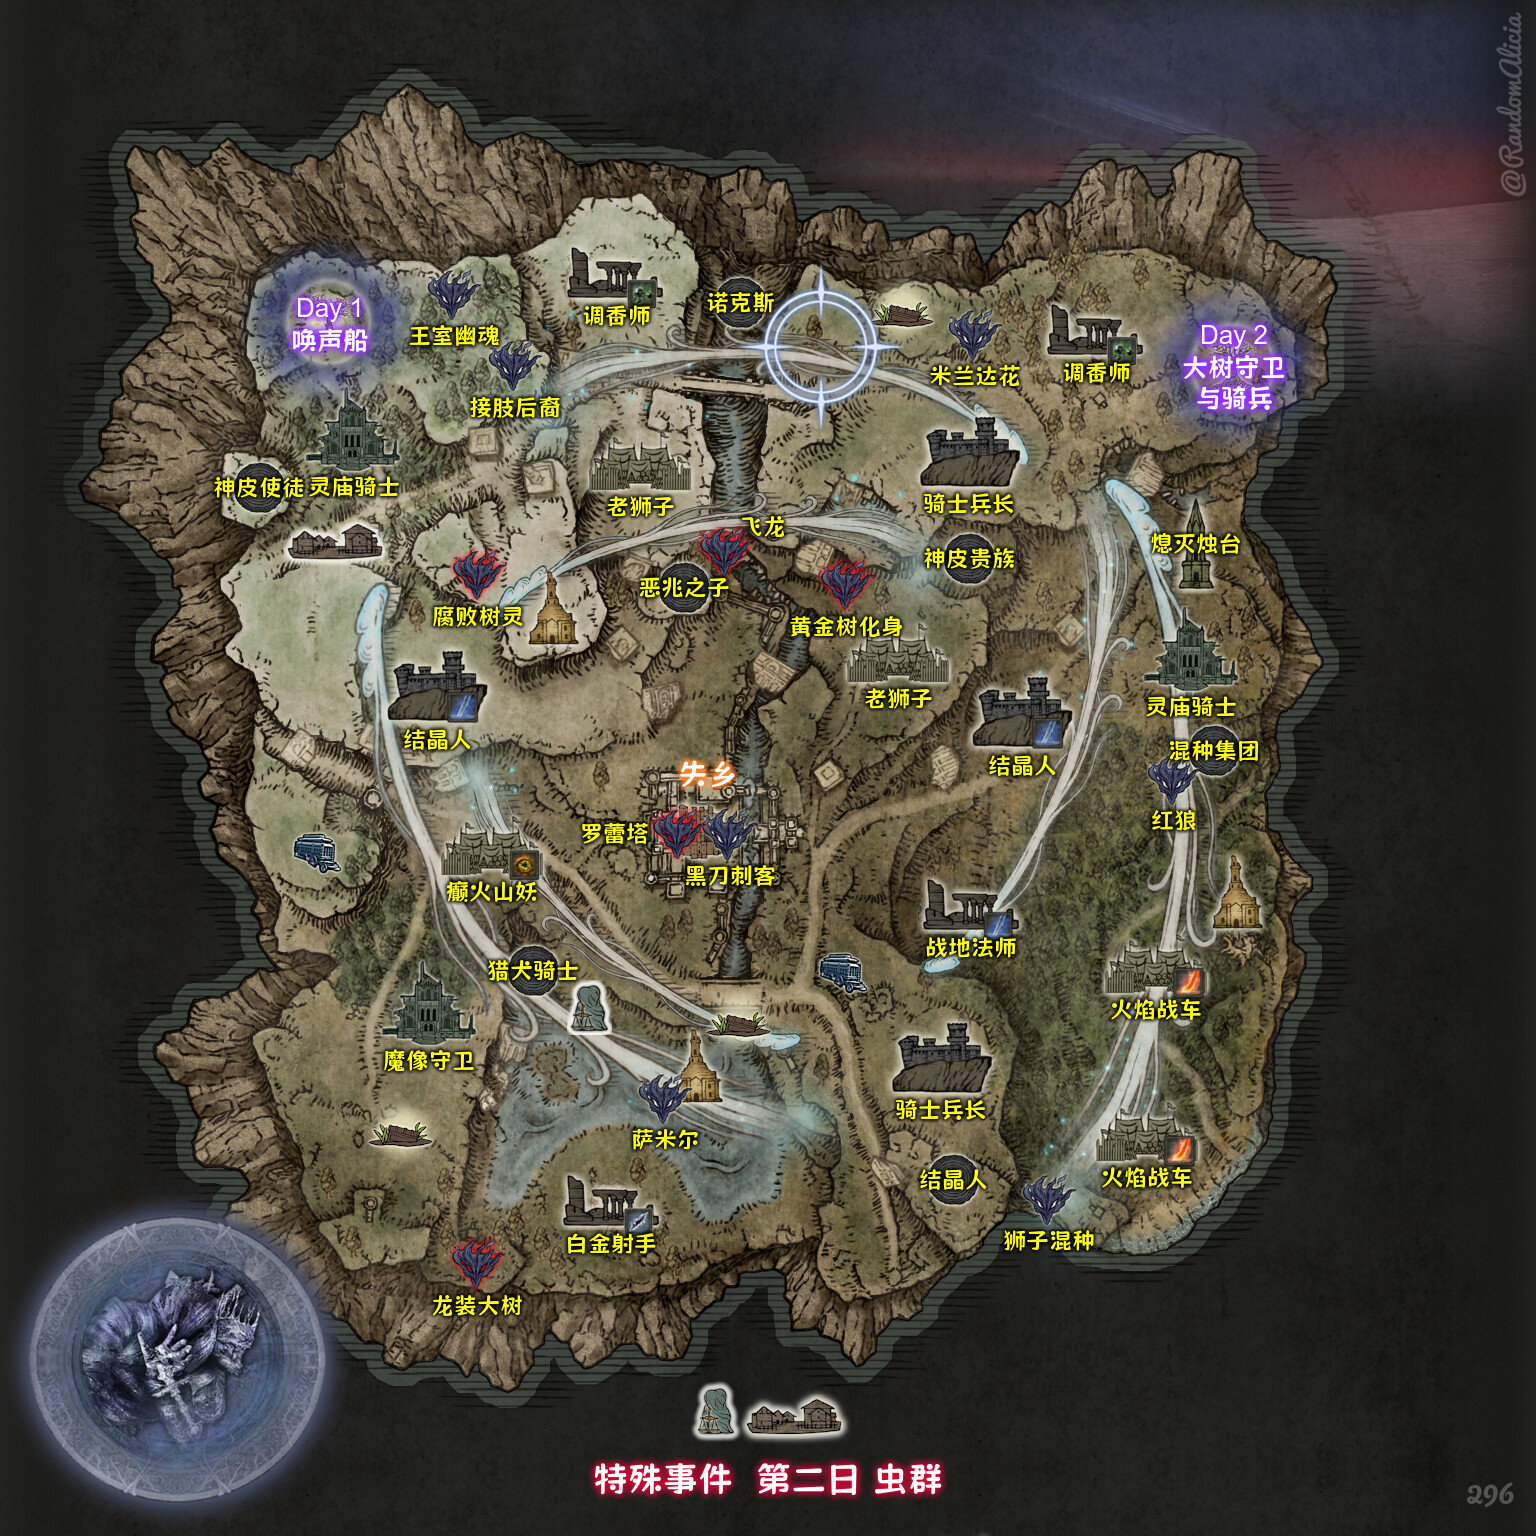 @RandomAlicia
Day 1
唤声船
王室幽魂
调香师
诺克斯
接肢后裔
米兰达花
调香师
Day 2
大树守卫
与骑兵
神皮使徒
灵庙骑士
老狮子
骑士兵长
飞龙
熄灭烛台
神皮贵族
恶兆之子
腐败树灵
黄金树化身
老狮子
灵庙骑士
结晶人
结晶人
混种集团
失乡
红狼
罗蕾塔
黑刀刺客
癫火山妖
战地法师
猎犬骑士
火焰战车
魔像守卫
骑士兵长
萨米尔
结晶人
火焰战车
白金射手
狮子混种
龙装大树
特殊事件 第二日 虫群
296